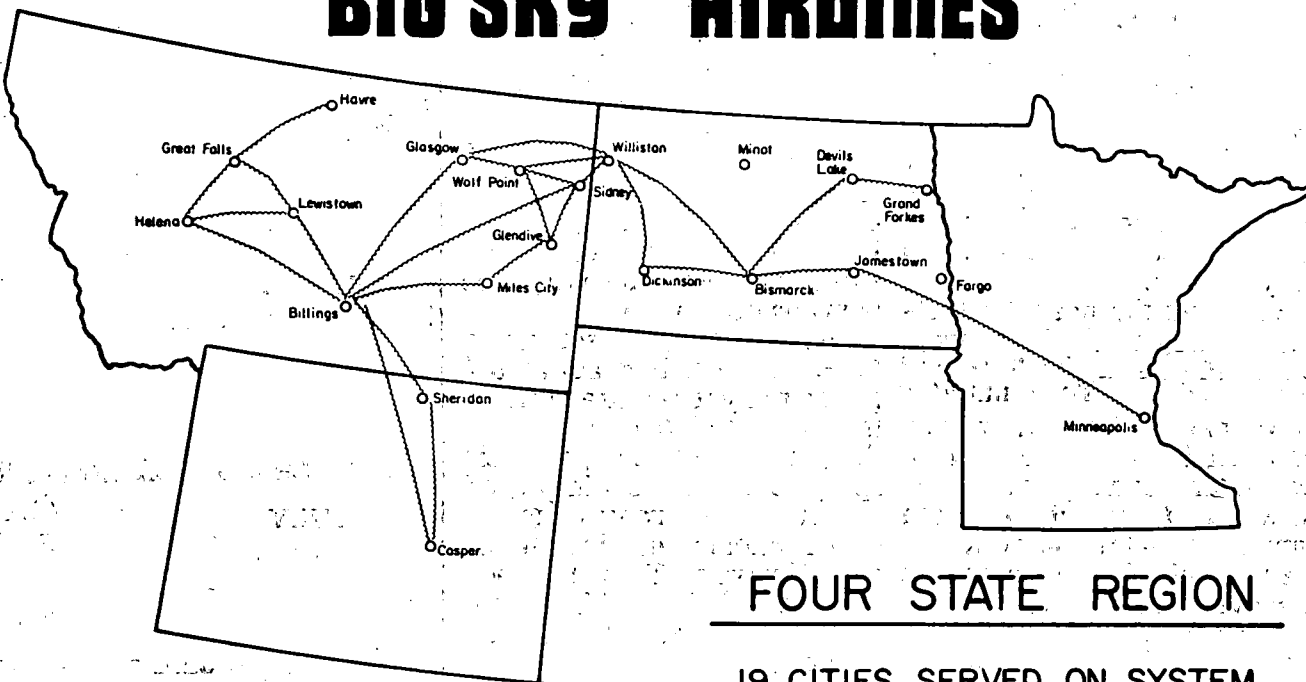 BIG SKY AIRLINES
Havre
Great Falls
Glasgow
Williston
Minot
Devils
Lake
Wolf Point
Sidney
Grand
Forkes
Lewistown
Helena
Glendive
Jamestown
Miles City
Dickinson
Bismarck
Fargo
Billings
Sheridan
Minneapolis
Casper
FOUR STATE REGION
19 CITIES SERVED ON SYSTEM